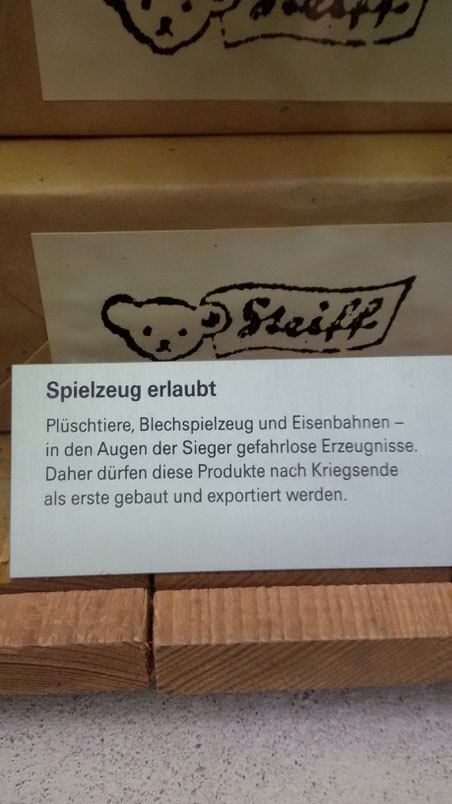 Steiff
Steiff
Spielzeug erlaubt
Plüschtiere, Blechspielzeug und Eisenbahnen –
in den Augen der Sieger gefahrlose Erzeugnisse.
Daher dürfen diese Produkte nach Kriegsende
als erste gebaut und exportiert werden.